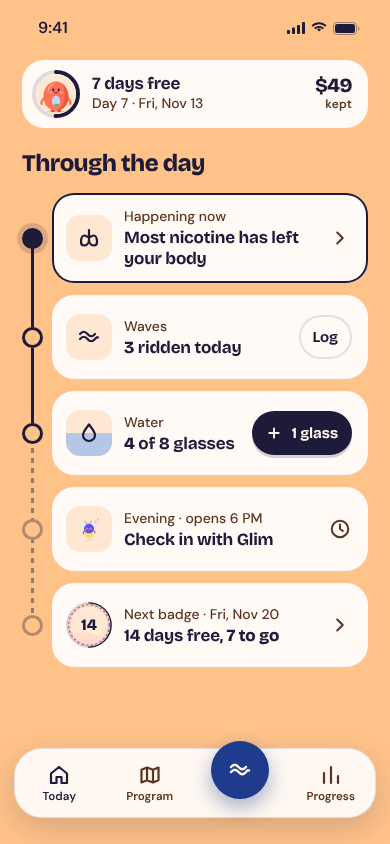 9:41
7 days free
Day 7 · Fri, Nov 13
$49
kept
Through the day
Happening now
Most nicotine has left
your body
Waves
3 ridden today
Log
Water
4 of 8 glasses
+ 1 glass
Evening · opens 6 PM
Check in with Glim
14
Next badge · Fri, Nov 20
14 days free, 7 to go
Today
Program
Progress